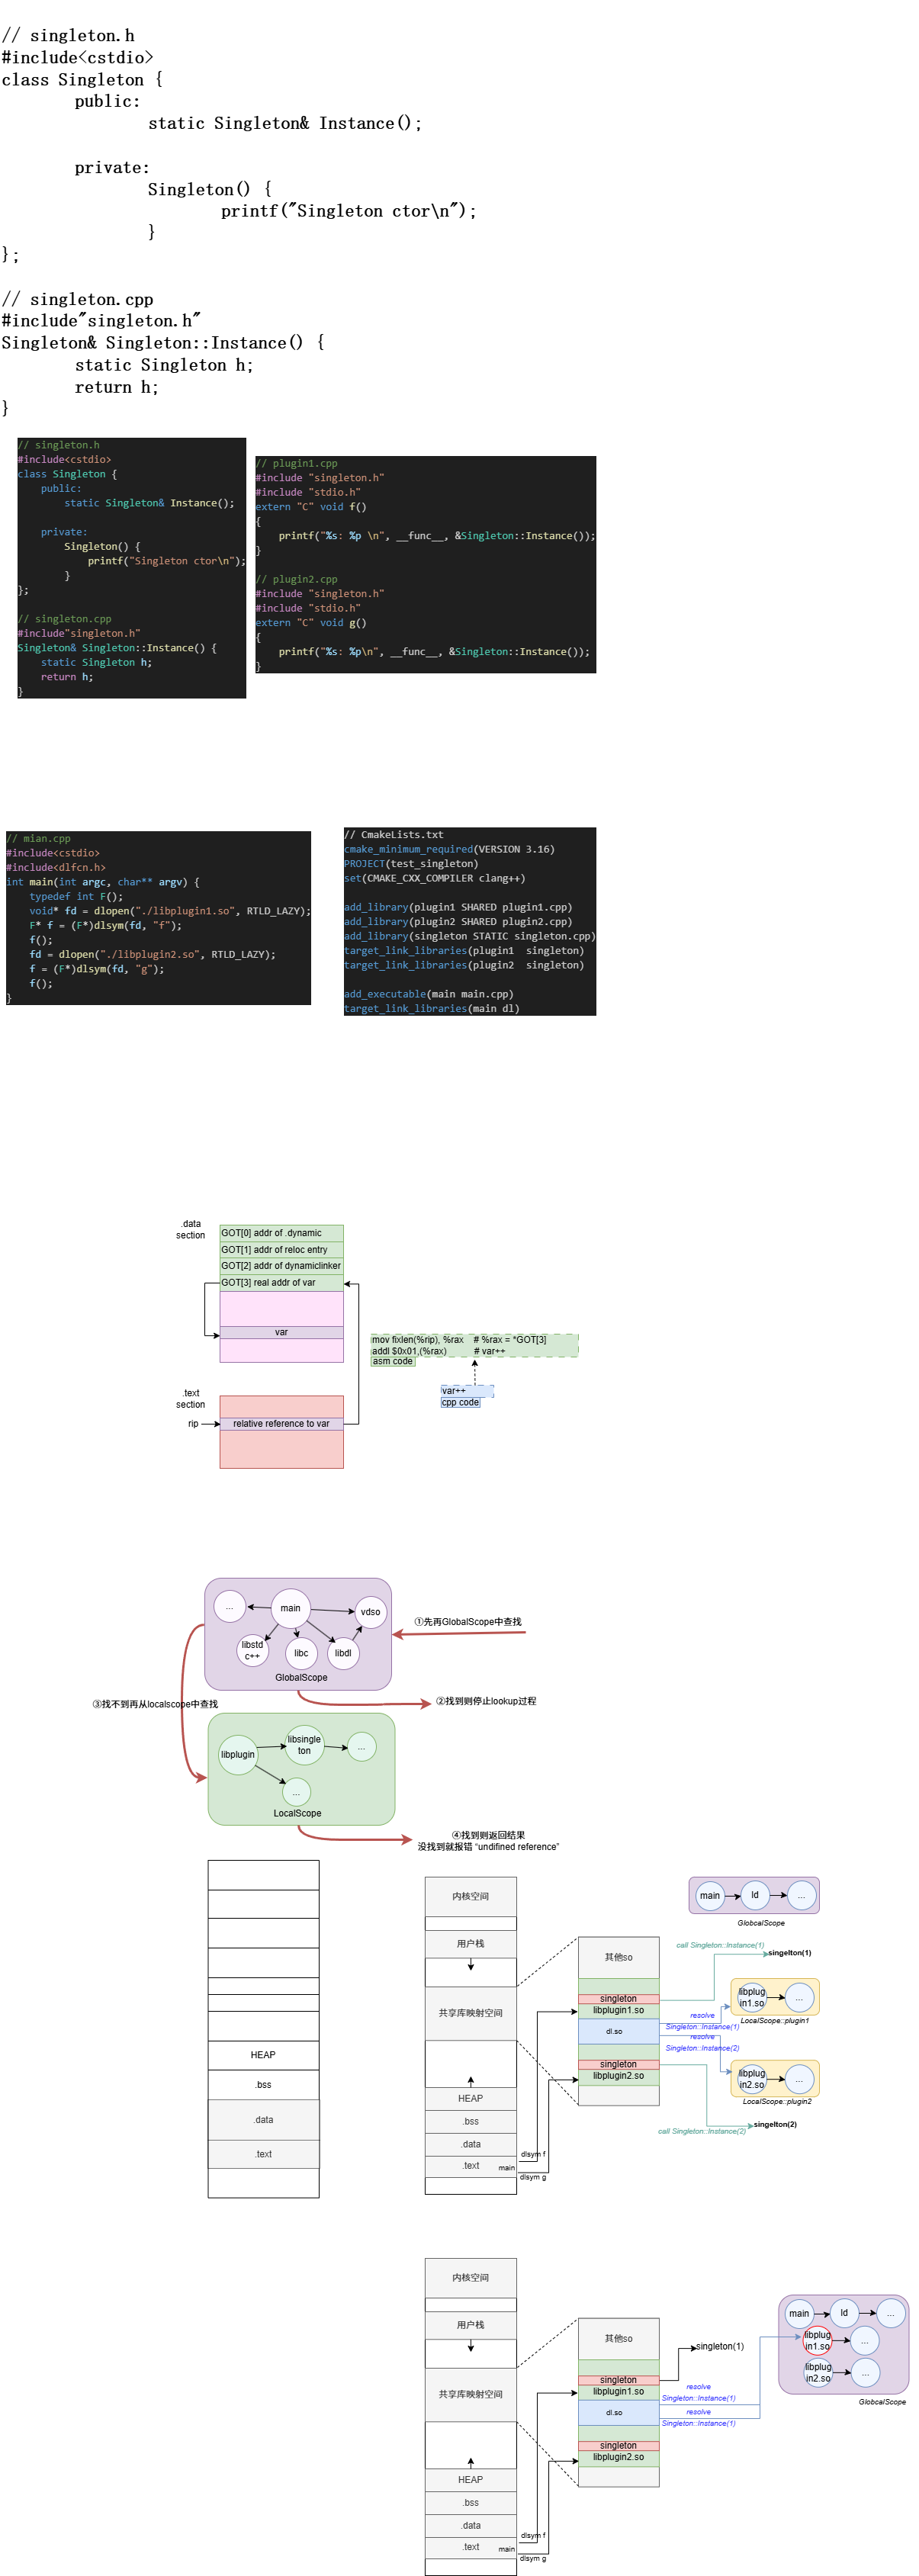 // singleton.h
#include<cstdio>
class Singleton {
public:
static Singleton& Instance();
private:
Singleton() {
printf("Singleton ctor\n");
}
};
// singleton.cpp
#include"singleton.h"
Singleton& Singleton::Instance() {
static Singleton h;
return h;
}
// singleton.h
#include<cstdio>
class Singleton {
public:
static Singleton& Instance();
private:
Singleton() {
printf("Singleton ctor\n");
}
};
// singleton.cpp
#include"singleton.h"
Singleton& Singleton::Instance() {
static Singleton h;
return h;
}
// plugin1.cpp
#include "singleton.h"
#include "stdio.h"
extern "C" void f()
{
printf("%s: %p \n", __func__, &Singleton::Instance());
}
// plugin2.cpp
#include "singleton.h"
#include "stdio.h"
extern "C" void g()
{
printf("%s: %p\n", __func__, &Singleton::Instance());
}
// mian.cpp
#include<cstdio>
#include<dlfcn.h>
int main(int argc, char** argv) {
typedef int F();
void* fd = dlopen("./libplugin1.so", RTLD_LAZY);
F* f = (F*)dlsym(fd, "f");
f();
fd = dlopen("./libplugin2.so", RTLD_LAZY);
f = (F*)dlsym(fd, "g");
f();
}
// CmakeLists.txt
cmake_minimum_required(VERSION 3.16)
PROJECT(test_singleton)
set(CMAKE_CXX_COMPILER clang++)
add_library(plugin1 SHARED plugin1.cpp)
add_library(plugin2 SHARED plugin2.cpp)
add_library(singleton STATIC singleton.cpp)
target_link_libraries(plugin1  singleton)
target_link_libraries(plugin2  singleton)
add_executable(main main.cpp)
target_link_libraries(main dl)
.data
section
GOT[0] addr of .dynamic
GOT[1] addr of reloc entry
GOT[2] addr of dynamiclinker
GOT[3] real addr of var
var
mov fixlen(%rip), %rax # %rax = *GOT[3]
addl $0x01,(%rax) # var++
asm code
var++
cpp code
.text
section
rip
relative reference to var
...
main
vdso
libstd
c++
libc
libdl
GlobalScope
①先再GlobalScope中查找
②找到则停止lookup过程
③找不到再从localscope中查找
libplugin
libsingle
ton
...
...
LocalScope
④找到则返回结果
没找到就报错 “undifined reference”
HEAP
.bss
.data
.text
内核空间
用户栈
共享库映射空间
HEAP
.bss
.data
.text
main
dlsym f
dlsym g
其他so
singleton
libplugin1.so
dl.so
singleton
libplugin2.so
main
ld
...
GlobcalScope
call Singleton::Instance(1)
singelton(1)
resolve
Singleton::Instance(1)
resolve
Singleton::Instance(2)
libplug
in1.so
...
LocalScope::plugin1
libplug
in2.so
...
LocalScope::plugin2
call Singleton::Instance(2)
singelton(2)
内核空间
用户栈
共享库映射空间
HEAP
.bss
.data
.text
main
dlsym f
dlsym g
其他so
singleton
libplugin1.so
dl.so
singleton
libplugin2.so
singleton(1)
resolve
Singleton::Instance(1)
resolve
Singleton::Instance(1)
main
ld
...
libplug
in1.so
...
libplug
in2.so
...
GlobcalScope